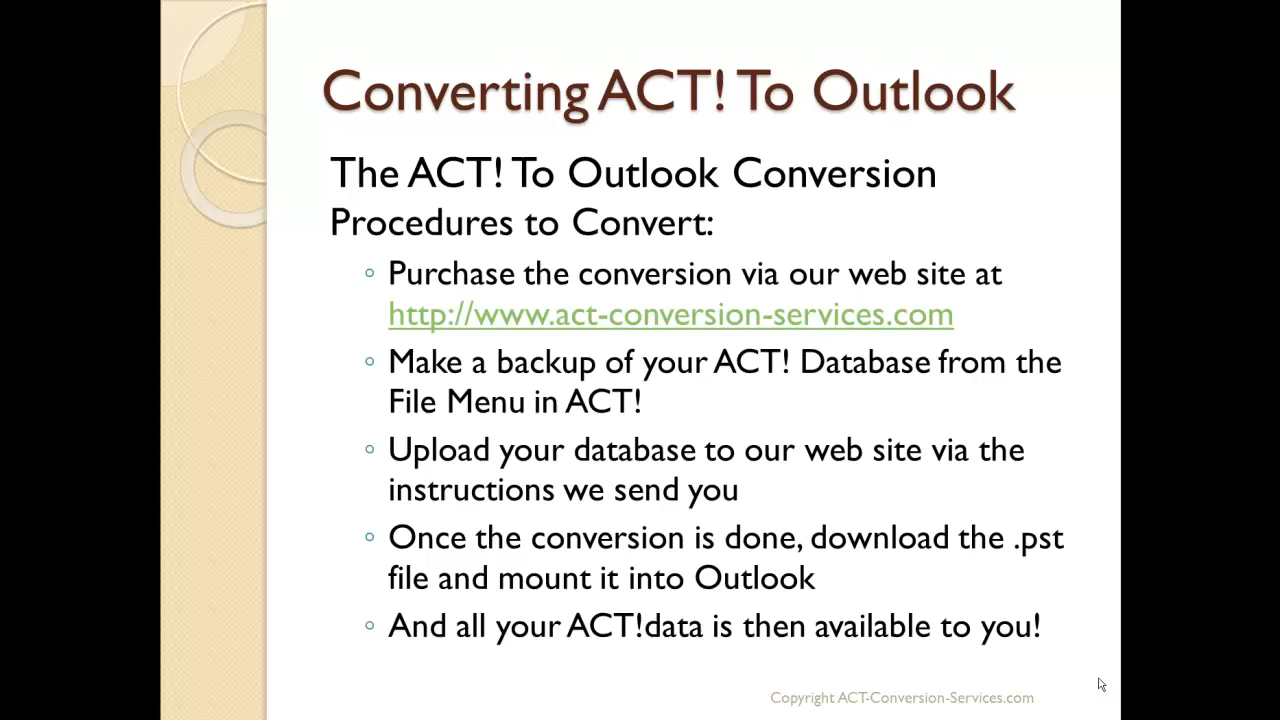 Converting ACT! To Outlook
The ACT! To Outlook Conversion
Procedures to Convert:
◦ Purchase the conversion via our web site at
http://www.act-conversion-services.com
◦ Make a backup of your ACT! Database from the
File Menu in ACT!
◦ Upload your database to our web site via the
instructions we send you
◦ Once the conversion is done, download the .pst
file and mount it into Outlook
◦ And all your ACT!data is then available to you!
Copyright ACT-Conversion-Services.com